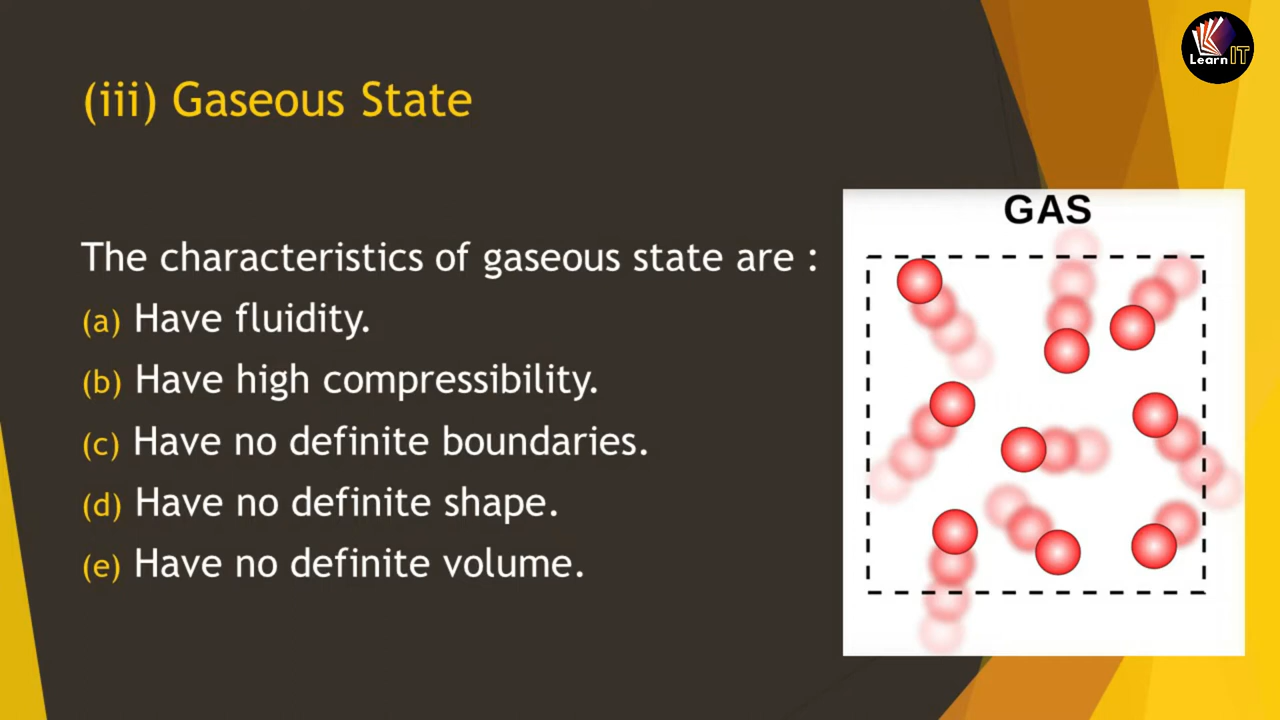 Learn IT
(iii) Gaseous State
The characteristics of gaseous state are :
(a) Have fluidity.
(b) Have high compressibility.
(c) Have no definite boundaries.
(d) Have no definite shape.
(e) Have no definite volume.
GAS